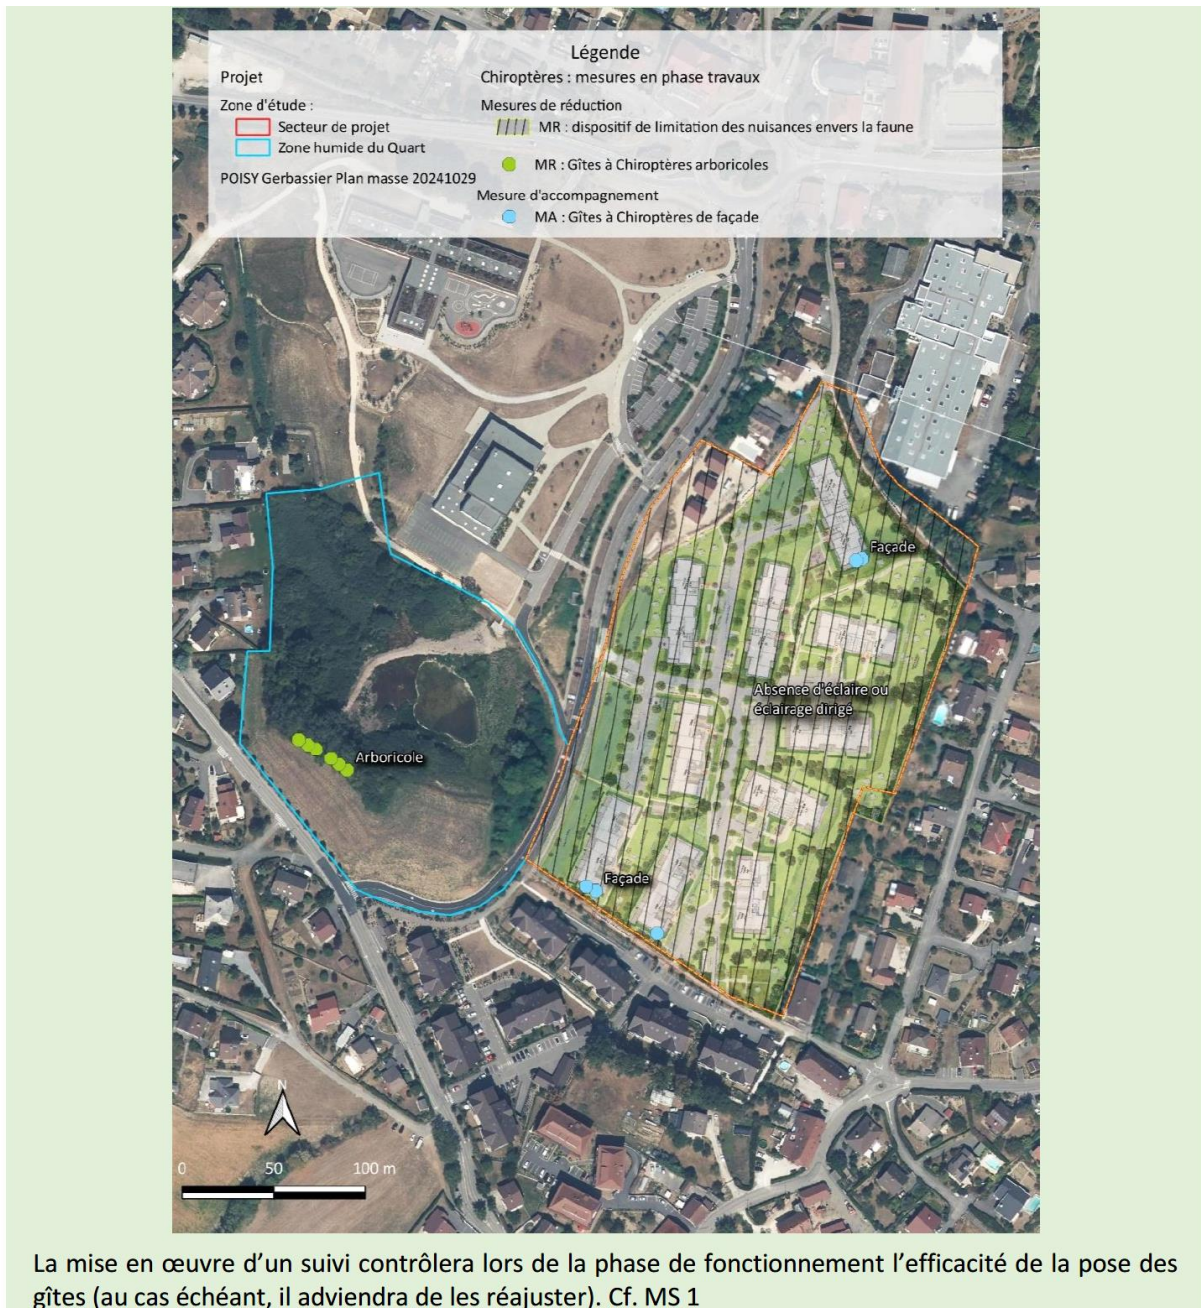 Légende
Projet
Zone d'étude :
Secteur de projet
Zone humide du Quart
POISY Gerbassier Plan masse 20241029
Chiroptères : mesures en phase travaux
Mesures de réduction
MR : dispositif de limitation des nuisances envers la faune
MR : Gîtes à Chiroptères arboricoles
Mesure d'accompagnement
MA : Gîtes à Chiroptères de façade
Façade
Absence d'éclaire ou
éclairage dirigé
Arboricole
Façade
N
0 50 100 m
La mise en œuvre d'un suivi contrôlera lors de la phase de fonctionnement l'efficacité de la pose des
gîtes (au cas échéant, il adviendra de les réajuster). Cf. MS 1